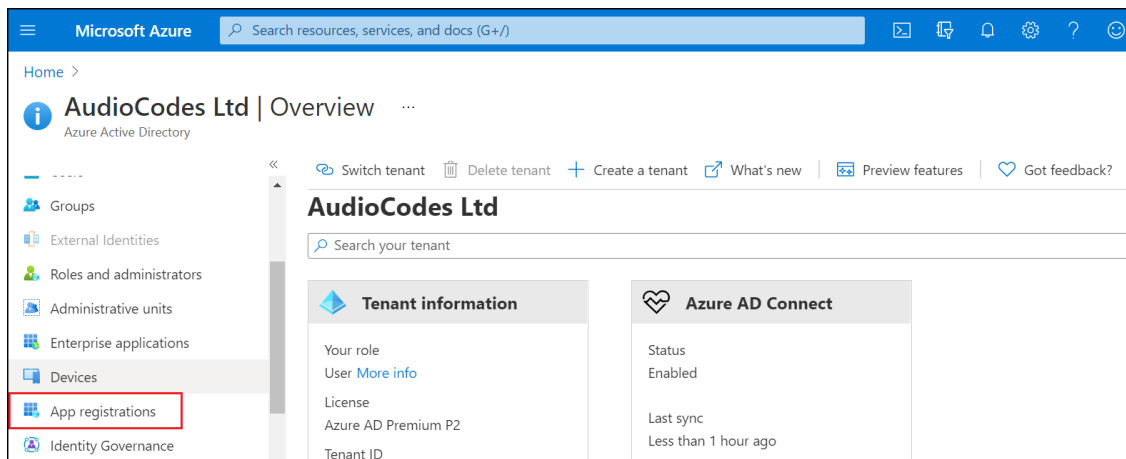 Microsoft Azure
Search resources, services, and docs (G+/)
Home >
AudioCodes Ltd | Overview ...
Azure Active Directory
Switch tenant
Delete tenant
Create a tenant
What's new
Preview features
Got feedback?
Groups
External Identities
Roles and administrators
Administrative units
Enterprise applications
Devices
App registrations
Identity Governance
AudioCodes Ltd
Search your tenant
Tenant information
Your role
User More info
License
Azure AD Premium P2
Tenant ID
Azure AD Connect
Status
Enabled
Last sync
Less than 1 hour ago